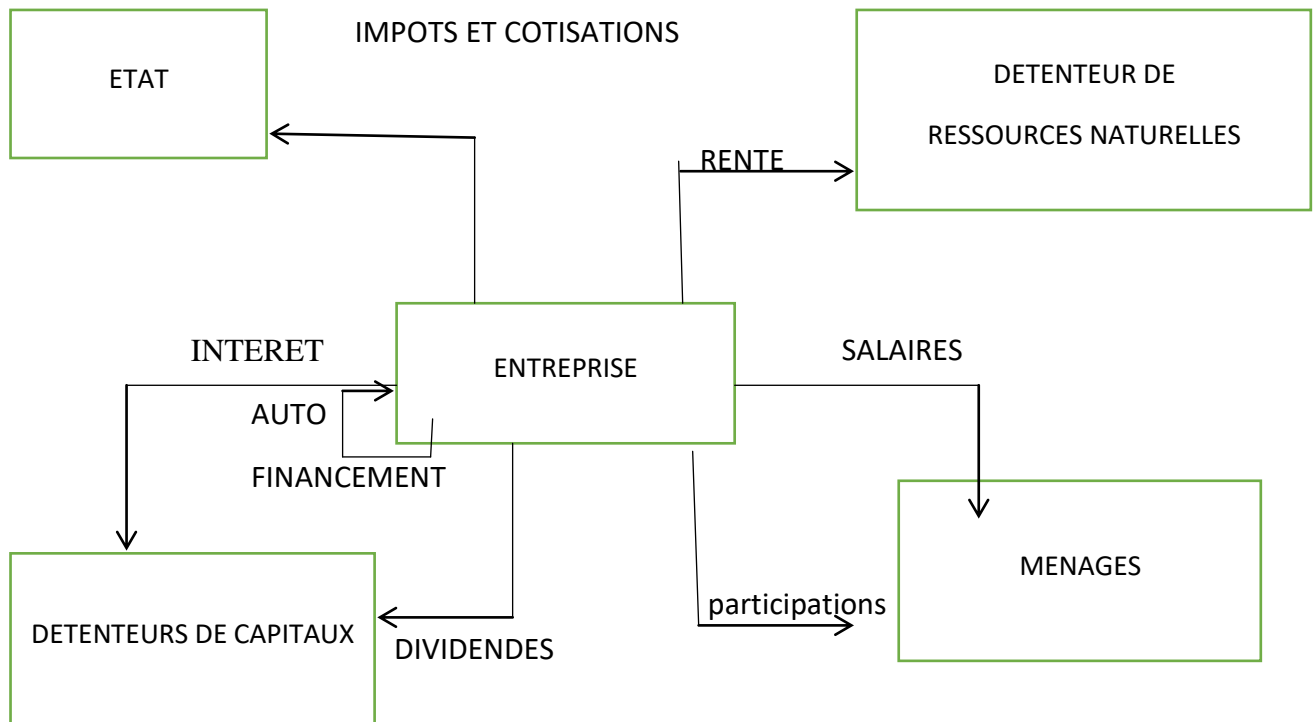 IMPOTS ET COTISATIONS
ETAT
DETENTEUR DE
RESSOURCES NATURELLES
RENTE
INTERET
ENTREPRISE
SALAIRES
AUTO
FINANCEMENT
MENAGES
participations
DETENTEURS DE CAPITAUX
DIVIDENDES